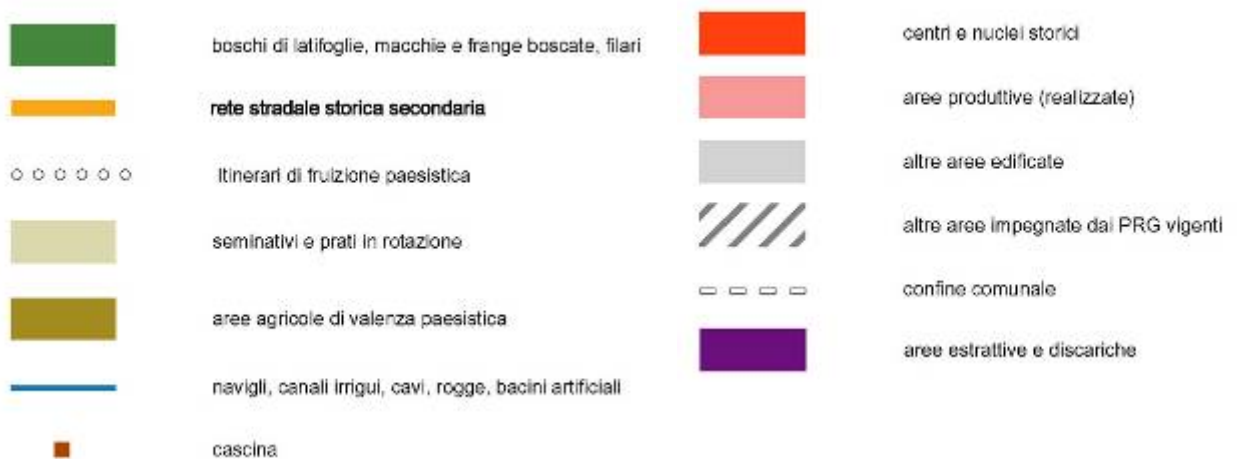 boschi di latifoglie, macchie e frange boscate, filari
rete stradale storica secondaria
Itinerari di fruizione paesistica
seminativi e prati in rotazione
aree agricole di valenza paesistica
navigli, canali irrigui, cavi, rogge, bacini artificiali
cascina
centri e nuclei storici
aree produttive (realizzate)
altre aree edificate
altre aree impegnate dai PRG vigenti
confine comunale
aree estrattive e discariche